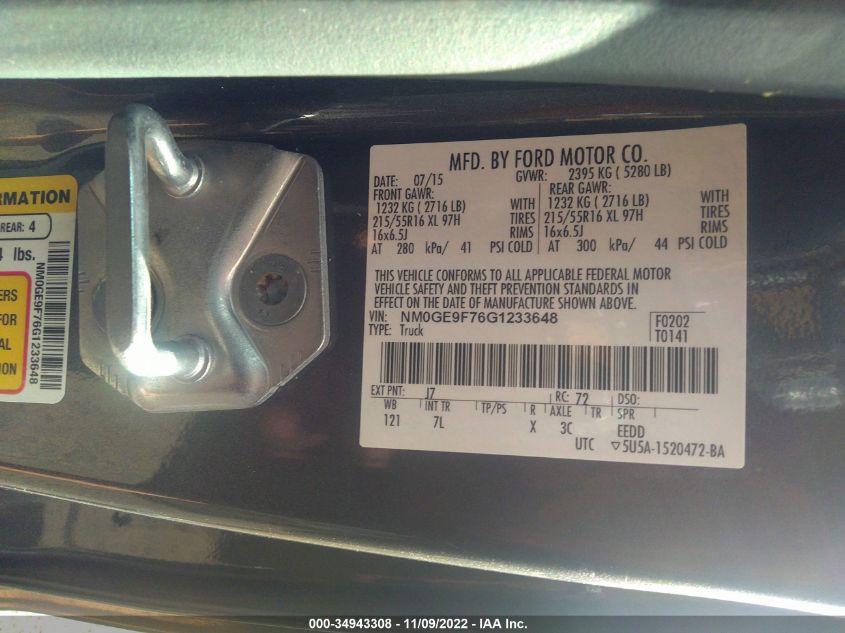 MFD. BY FORD MOTOR CO.
DATE: 07/15 GVWR: 2395 KG ( 5280 LB)
FRONT GAWR: REAR GAWR:
1232 KG (2716 LB) WITH 1232 KG (2716 LB) WITH
215/55R16 XL 97H TIRES 215/55R16 XL 97H TIRES
16x6.5J RIMS 16x6.5J RIMS
AT 280 kPa/ 41 PSI COLD AT 300 kPa/ 44 PSI COLD
THIS VEHICLE CONFORMS TO ALL APPLICABLE FEDERAL MOTOR
VEHICLE SAFETY AND THEFT PREVENTION STANDARDS IN
EFFECT ON THE DATE OF MANUFACTURE SHOWN ABOVE.
VIN: NM0GE9F76G1233648 F0202
TYPE: Truck T0141
EXT PNT: J7 RC: 72 DSO:
WB INT TR TP/PS R AXLE TR SPR
121 7L X 3C EEDD
UTC ▽5U5A-1520472-BA
RMATION
REAR: 4
lbs.
ERS
FOR
AL
TION
NM0GE9F76G1233648
000-34943308 - 11/09/2022 - IAA Inc.